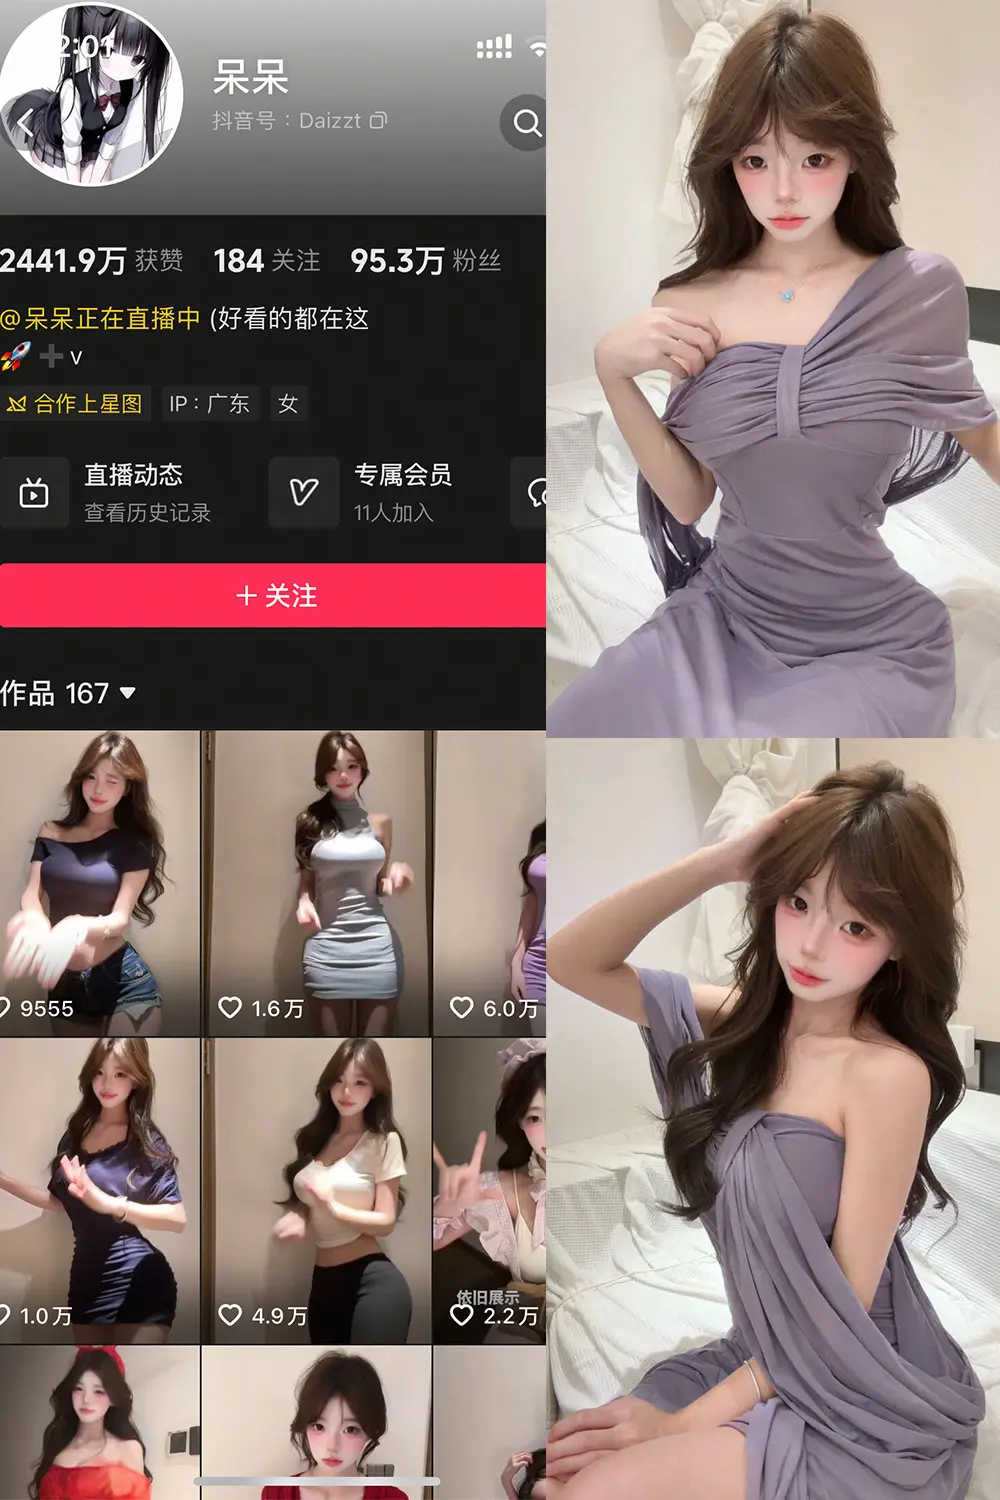 2:01
呆呆
抖音号：Daizzt
2441.9万 获赞 184 关注 95.3万 粉丝
@呆呆正在直播中 (好看的都在这
🚀➕v
合作上星图 IP：广东 女
直播动态 专属会员
查看历史记录 11人加入
+ 关注
作品 167
9555 1.6万 6.0万
依旧展示
1.0万 4.9万 2.2万